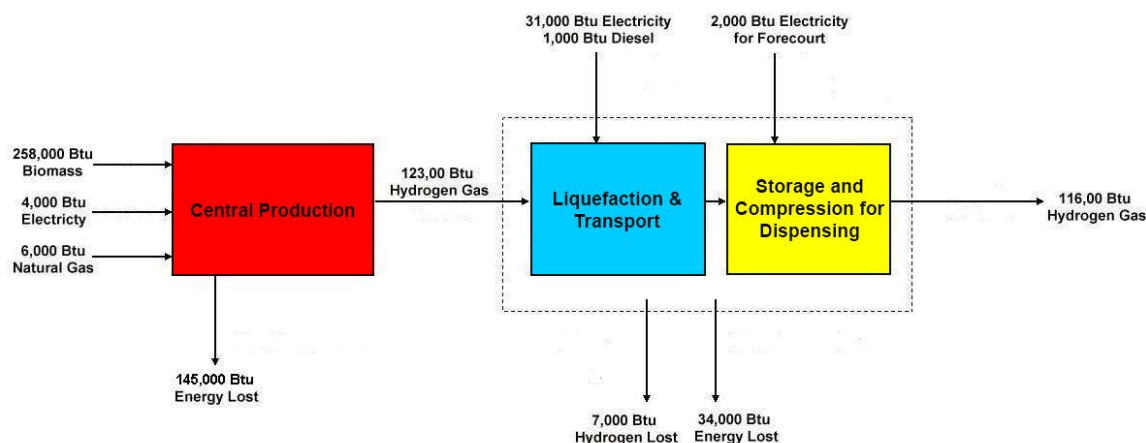 31,000 Btu Electricity
1,000 Btu Diesel
2,000 Btu Electricity
for Forecourt
258,000 Btu
Biomass
4,000 Btu
Electricty
6,000 Btu
Natural Gas
Central Production
123,00 Btu
Hydrogen Gas
Liquefaction &
Transport
Storage and
Compression for
Dispensing
116,00 Btu
Hydrogen Gas
145,000 Btu
Energy Lost
7,000 Btu
Hydrogen Lost
34,000 Btu
Energy Lost